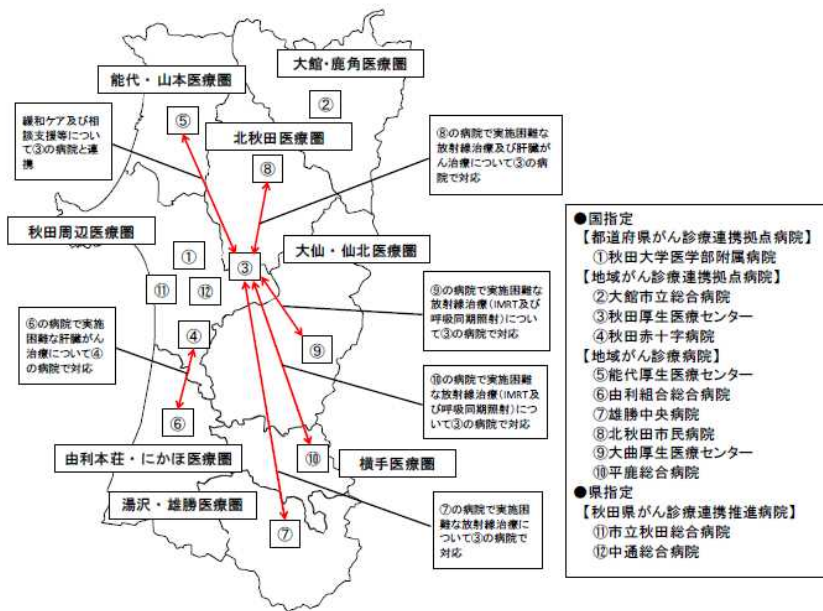 大館・鹿角医療圏
能代・山本医療圏
②
緩和ケア及び相
談支援等につい
て③の病院と連
携
⑤
北秋田医療圏
⑧
⑧の病院で実施困難な
放射線治療及び肝臓が
ん治療について③の病
院で対応
秋田周辺医療圏
①
③
大仙・仙北医療圏
⑪
⑫
⑨の病院で実施困難な
放射線治療(IMRT及び
呼吸同期照射)につい
て③の病院で対応
⑥の病院で実施
困難な肝臓がん
治療について④
の病院で対応
④
⑨
⑩の病院で実施困難
な放射線治療(IMRT及
び呼吸同期照射)につ
いて③の病院で対応
⑥
由利本荘・にかほ医療圏
⑩
横手医療圏
湯沢・雄勝医療圏
⑦
⑦の病院で実施困
難な放射線治療に
ついて③の病院で
対応
●国指定
【都道府県がん診療連携拠点病院】
①秋田大学医学部附属病院
【地域がん診療連携拠点病院】
②大館市立総合病院
③秋田厚生医療センター
④秋田赤十字病院
【地域がん診療病院】
⑤能代厚生医療センター
⑥由利組合総合病院
⑦雄勝中央病院
⑧北秋田市民病院
⑨大曲厚生医療センター
⑩平鹿総合病院
●県指定
【秋田県がん診療連携推進病院】
⑪市立秋田総合病院
⑫中通総合病院